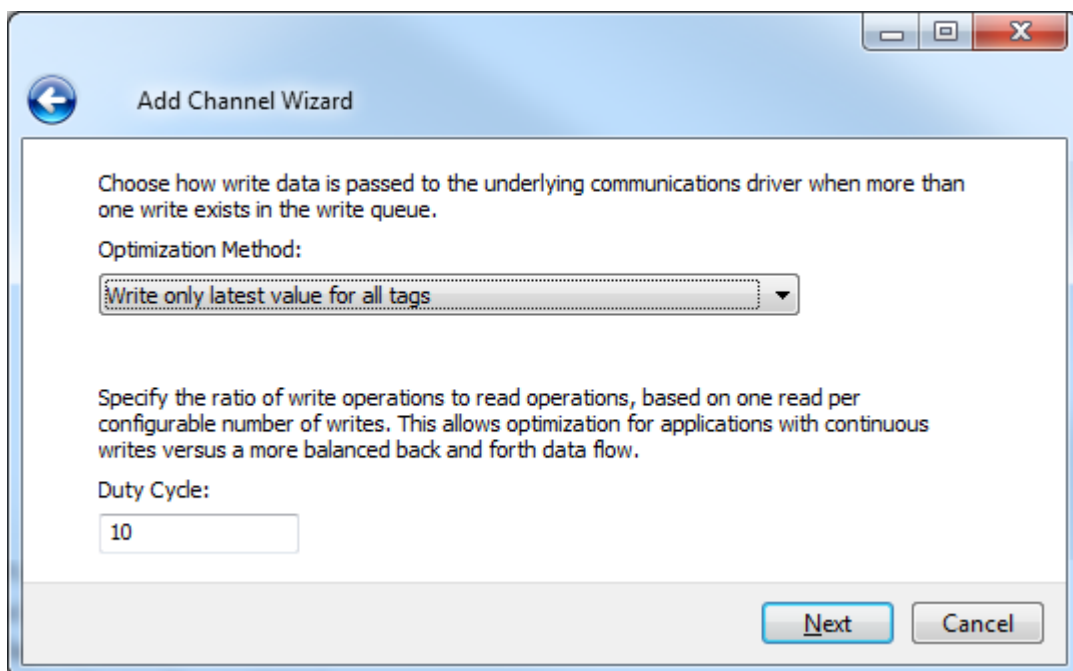 Add Channel Wizard
Choose how write data is passed to the underlying communications driver when more than
one write exists in the write queue.
Optimization Method:
Write only latest value for all tags
Specify the ratio of write operations to read operations, based on one read per
configurable number of writes. This allows optimization for applications with continuous
writes versus a more balanced back and forth data flow.
Duty Cycle:
10
Next
Cancel